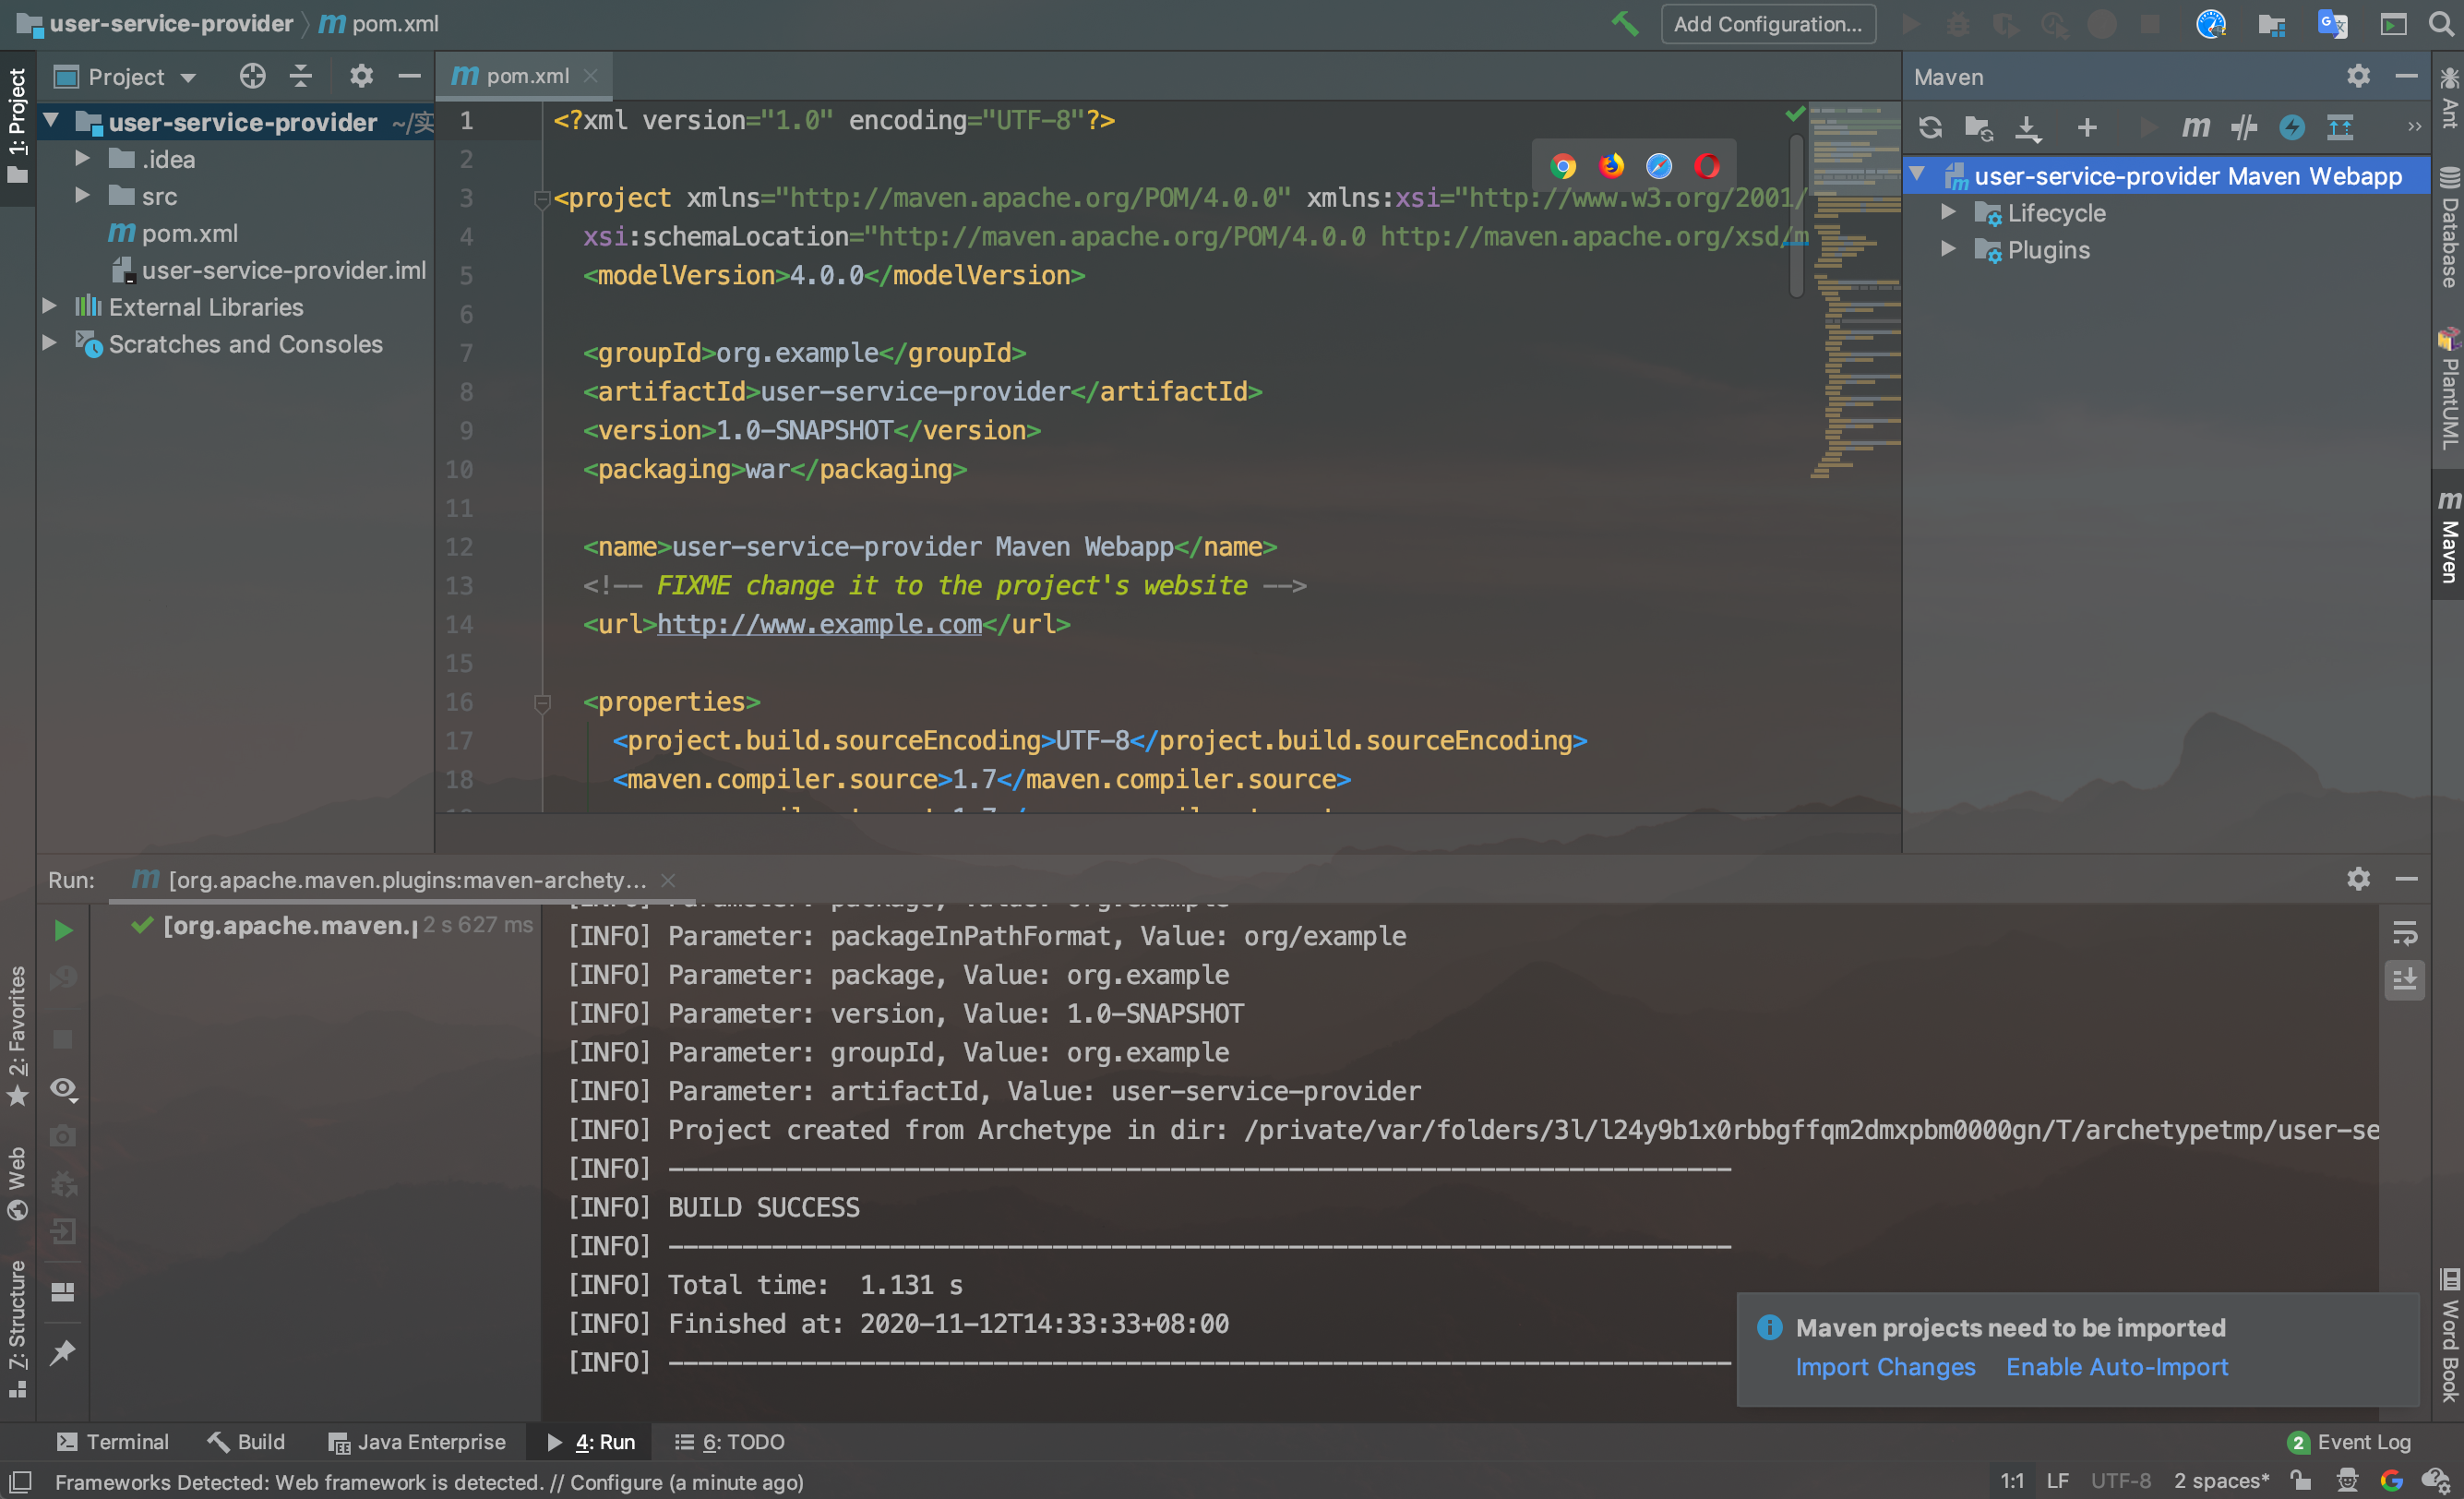 user-service-provider
pom.xml
Add Configuration...
1: Project
Project
pom.xml
Maven
user-service-provider ~/实
.idea
src
pom.xml
user-service-provider.iml
External Libraries
Scratches and Consoles
1 <?xml version="1.0" encoding="UTF-8"?>
2
3 <project xmlns="http://maven.apache.org/POM/4.0.0" xmlns:xsi="http://www.w3.org/2001/
4 xsi:schemaLocation="http://maven.apache.org/POM/4.0.0 http://maven.apache.org/xsd/m
5 <modelVersion>4.0.0</modelVersion>
6
7 <groupId>org.example</groupId>
8 <artifactId>user-service-provider</artifactId>
9 <version>1.0-SNAPSHOT</version>
10 <packaging>war</packaging>
11
12 <name>user-service-provider Maven Webapp</name>
13 <!-- FIXME change it to the project's website -->
14 <url>http://www.example.com</url>
15
16 <properties>
17 <project.build.sourceEncoding>UTF-8</project.build.sourceEncoding>
18 <maven.compiler.source>1.7</maven.compiler.source>
user-service-provider Maven Webapp
Lifecycle
Plugins
Ant
Database
PlantUML
Maven
Word Book
Run:
[org.apache.maven.plugins:maven-archety...
[org.apache.maven.p 2 s 627 ms
[INFO] Parameter: package, Value: org.example
[INFO] Parameter: packageInPathFormat, Value: org/example
[INFO] Parameter: package, Value: org.example
[INFO] Parameter: version, Value: 1.0-SNAPSHOT
[INFO] Parameter: groupId, Value: org.example
[INFO] Parameter: artifactId, Value: user-service-provider
[INFO] Project created from Archetype in dir: /private/var/folders/3l/l24y9b1x0rbbgffqm2dmxpbm0000gn/T/archetypetmp/user-se
[INFO] ------------------------------------------------------------------------
[INFO] BUILD SUCCESS
[INFO] ------------------------------------------------------------------------
[INFO] Total time:  1.131 s
[INFO] Finished at: 2020-11-12T14:33:33+08:00
[INFO] ------------------------------------------------------------------------
2: Favorites
Web
7: Structure
Maven projects need to be imported
Import Changes Enable Auto-Import
Terminal
Build
Java Enterprise
4: Run
6: TODO
2 Event Log
Frameworks Detected: Web framework is detected. // Configure (a minute ago)
1:1 LF UTF-8 2 spaces*